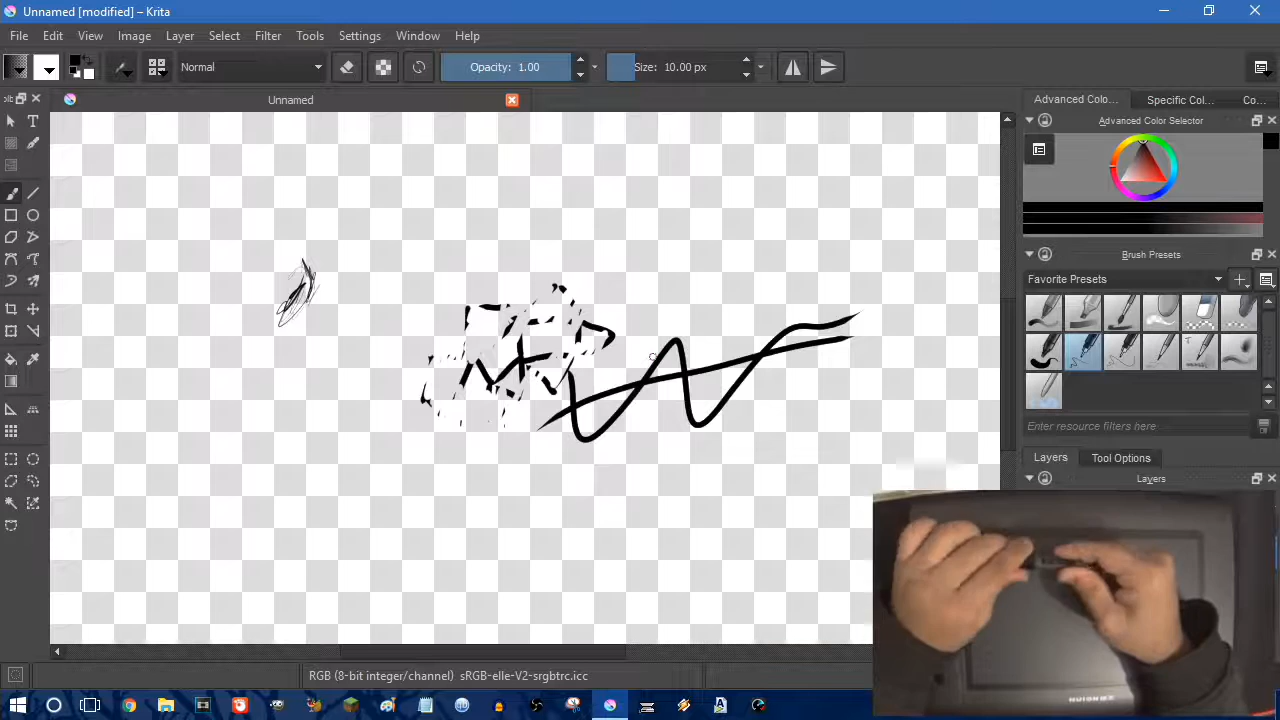 Unnamed [modified] – Krita
File Edit View Image Layer Select Filter Tools Settings Window Help
Normal Opacity: 1.00 Size: 10.00 px
Unnamed
Advanced Colo... Specific Col... Co...
Advanced Color Selector
Brush Presets
Favorite Presets
Enter resource filters here
Layers Tool Options
Layers
RGB (8-bit integer/channel) sRGB-elle-V2-srgbtrc.icc
HUION